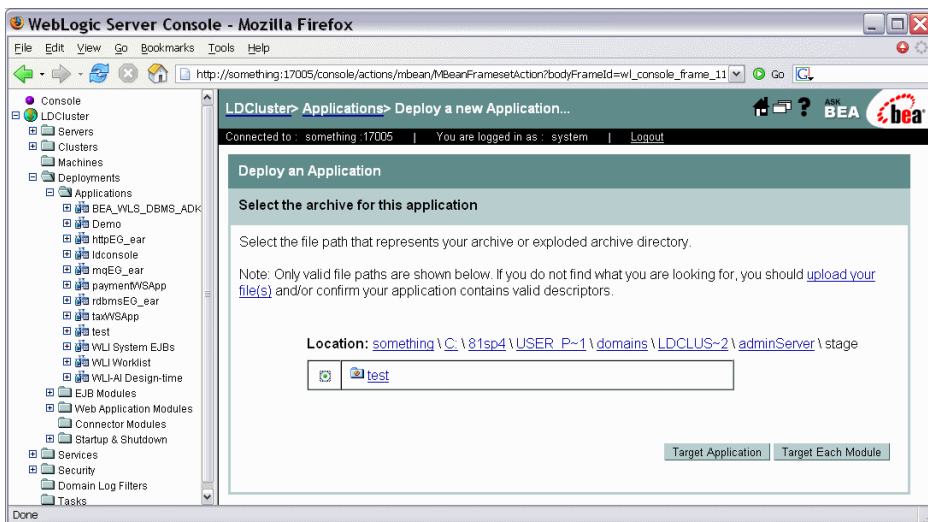 WebLogic Server Console - Mozilla Firefox
File Edit View Go Bookmarks Tools Help
http://something:17005/console/actions/mbean/MBeanFramesetAction?bodyFrameId=wl_console_frame_11 Go G
Console
LDCluster
Servers
Clusters
Machines
Deployments
Applications
BEA_WLS_DBMS_ADK
Demo
httpEG_ear
ldconsole
mqEG_ear
paymentWSApp
rdbmsEG_ear
taxWSApp
test
WLI System EJBs
WLI Worklist
WLI-AI Design-time
EJB Modules
Web Application Modules
Connector Modules
Startup & Shutdown
Services
Security
Domain Log Filters
Tasks
LDCluster> Applications> Deploy a new Application...
? ASK BEA bea
Connected to : something :17005 | You are logged in as : system | Logout
Deploy an Application
Select the archive for this application
Select the file path that represents your archive or exploded archive directory.
Note: Only valid file paths are shown below. If you do not find what you are looking for, you should upload your
file(s) and/or confirm your application contains valid descriptors.
Location: something \ C: \ 81sp4 \ USER_P~1 \ domains \ LDCLUS~2 \ adminServer \ stage
test
Target Application Target Each Module
Done